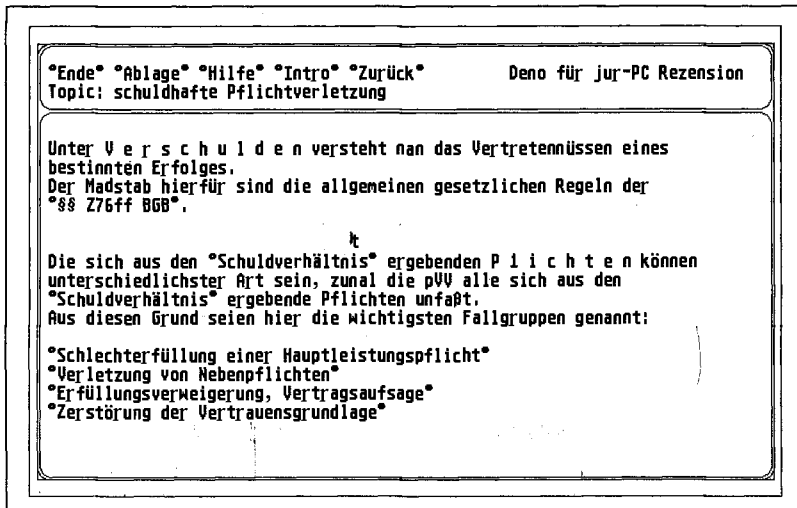 °Ende° °Ablage° °Hilfe° °Intro° °Zurück° Deno für jur-PC Rezension
Topic: schuldhafte Pflichtverletzung
Unter V e r s c h u l d e n versteht nan das Vertretennüssen eines
bestinnten Erfolges.
Der Madstab hierfür sind die allgeneinen gesetzlichen Regeln der
°§§ Z76ff BGB°.
Die sich aus den °Schuldverhältnis° ergebenden P l i c h t e n können
unterschiedlichster Art sein, zunal die pVV alle sich aus den
°Schuldverhältnis° ergebende Pflichten unfaßt.
Aus diesen Grund seien hier die wichtigsten Fallgruppen genannt:
°Schlechterfüllung einer Hauptleistungspflicht°
°Verletzung von Nebenpflichten°
°Erfüllungsverweigerung, Vertragsaufsage°
°Zerstörung der Vertrauensgrundlage°